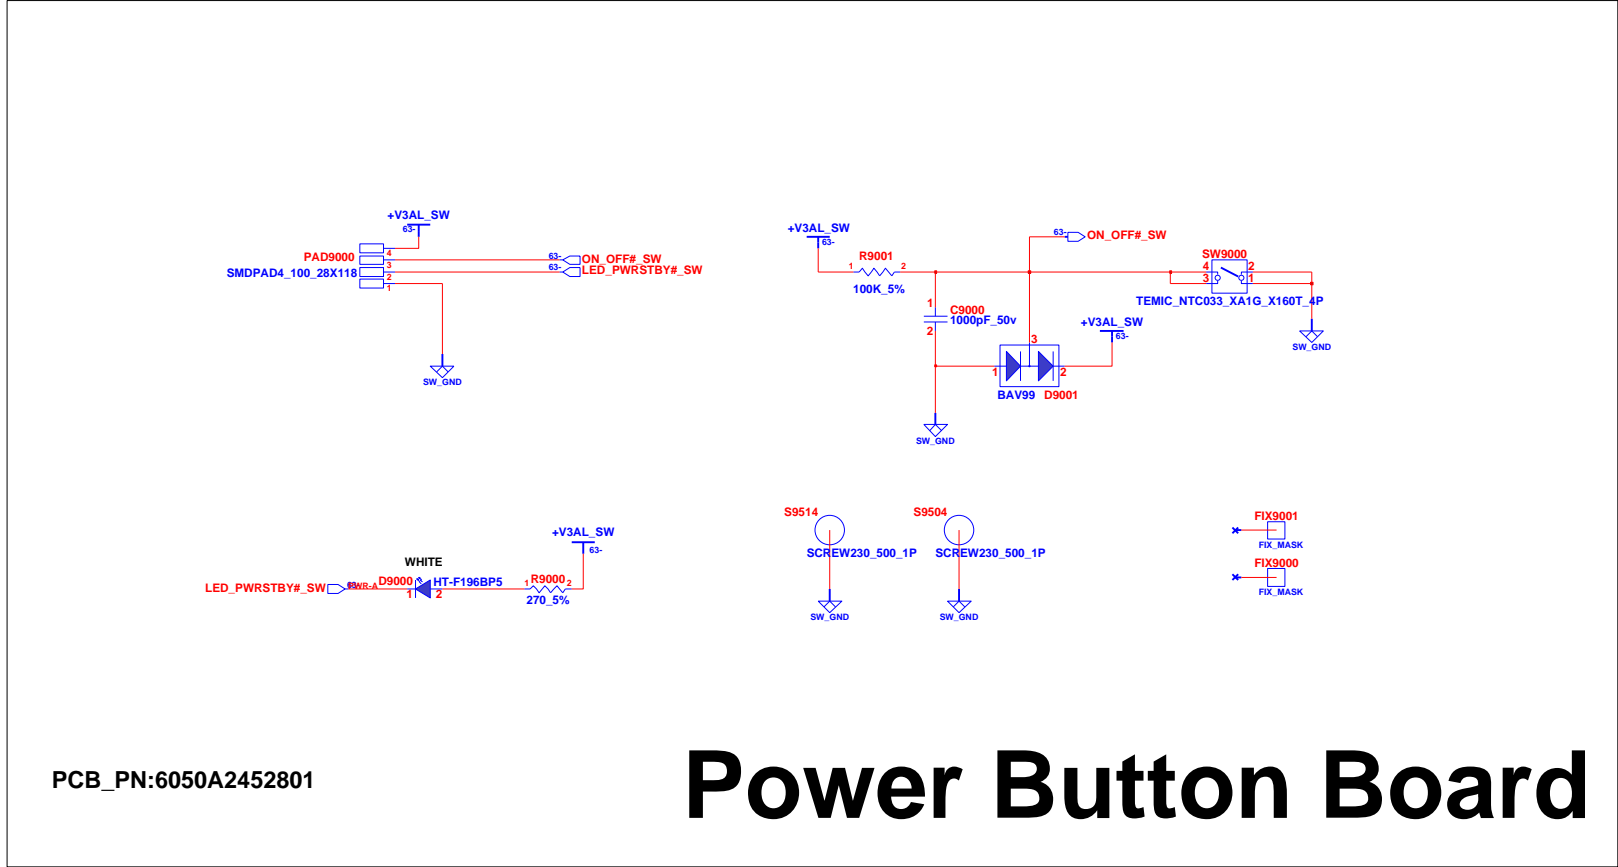 +V3AL_SW
63-
PAD9000
4
63-
ON_OFF#_SW
3
63-
LED_PWRSTBY#_SW
SMDPAD4_100_28X118
2
1
SW_GND
+V3AL_SW
63-
R9001
1
2
100K_5%
63-
ON_OFF#_SW
SW9000
4
2
3
1
TEMIC_NTC033_XA1G_X160T_4P
SW_GND
1
C9000
1000pF_50v
2
+V3AL_SW
63-
3
1
2
BAV99
D9001
SW_GND
+V3AL_SW
63-
WHITE
LED_PWRSTBY#_SW
63-
PWR-A
D9000
1
2
HT-F196BP5
1
R9000
2
270_5%
S9514
SCREW230_500_1P
SW_GND
S9504
SCREW230_500_1P
SW_GND
FIX9001
FIX_MASK
FIX9000
FIX_MASK
PCB_PN:6050A2452801
Power Button Board